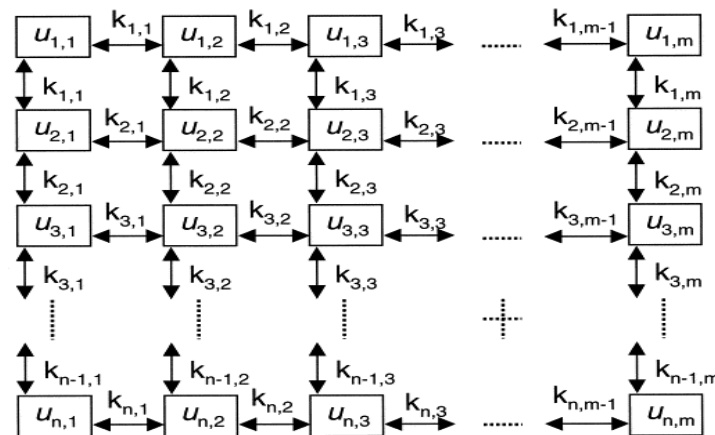 k1,1 k1,2 k1,3 k1,m-1
u1,1 u1,2 u1,3 ........ u1,m
k1,1 k1,2 k1,3 k1,m
k2,1 k2,2 k2,3 k2,m-1
u2,1 u2,2 u2,3 ........ u2,m
k2,1 k2,2 k2,3 k2,m
k3,1 k3,2 k3,3 k3,m-1
u3,1 u3,2 u3,3 ........ u3,m
k3,1 k3,2 k3,3 k3,m
kn-1,1 kn-1,2 kn-1,3 kn-1,m
kn,1 kn,2 kn,3 kn,m-1
un,1 un,2 un,3 ........ un,m